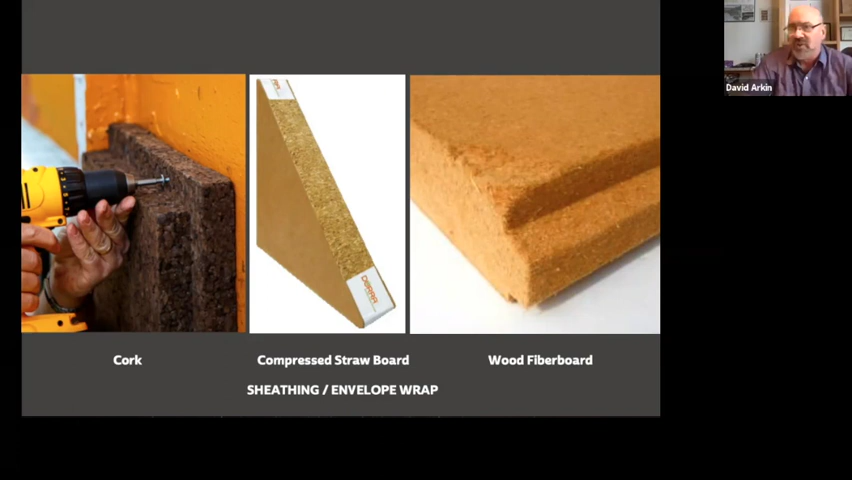 Cork
Compressed Straw Board
Wood Fiberboard
SHEATHING / ENVELOPE WRAP
David Arkin